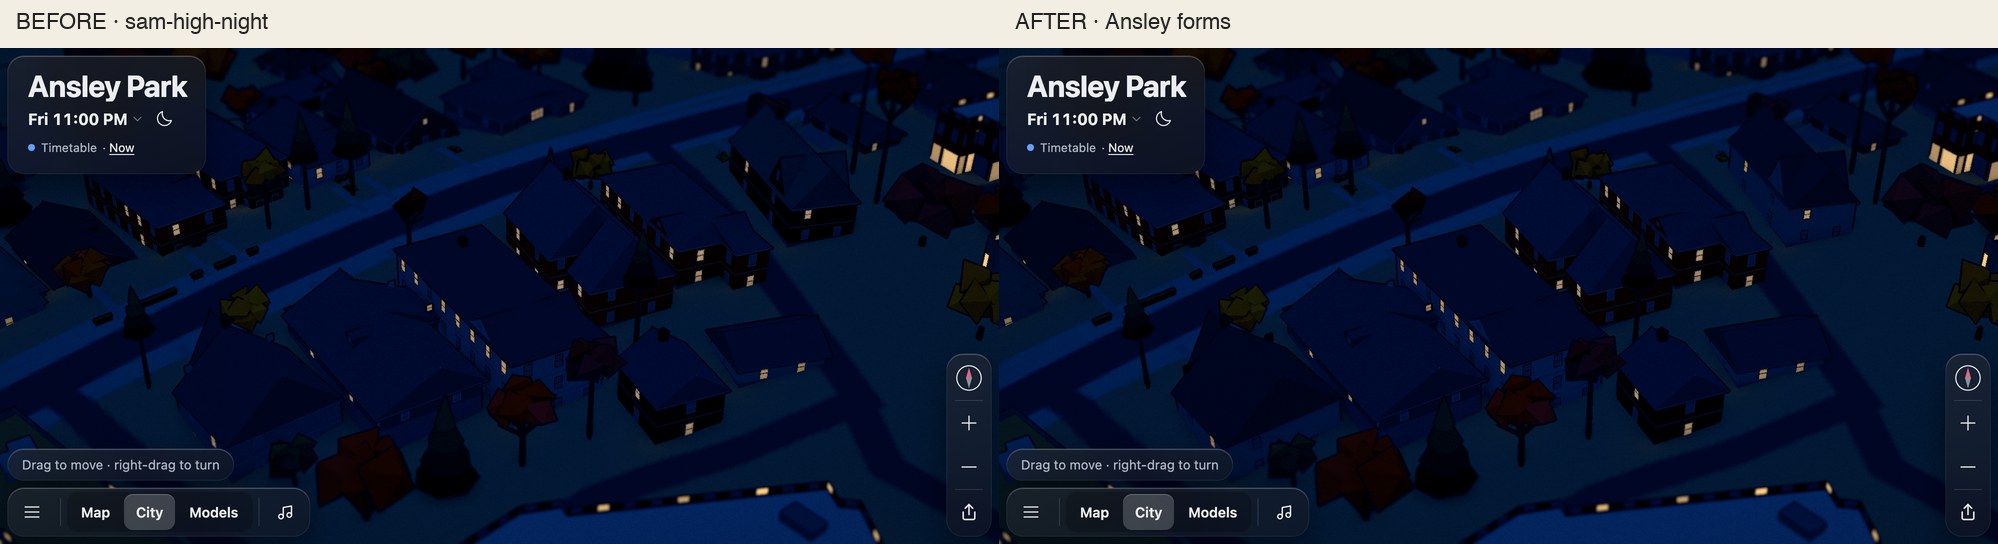 BEFORE · sam-high-night
AFTER · Ansley forms
Ansley Park
Fri 11:00 PM
Timetable · Now
Drag to move · right-drag to turn
Map City Models
Ansley Park
Fri 11:00 PM
Timetable · Now
Drag to move · right-drag to turn
Map City Models